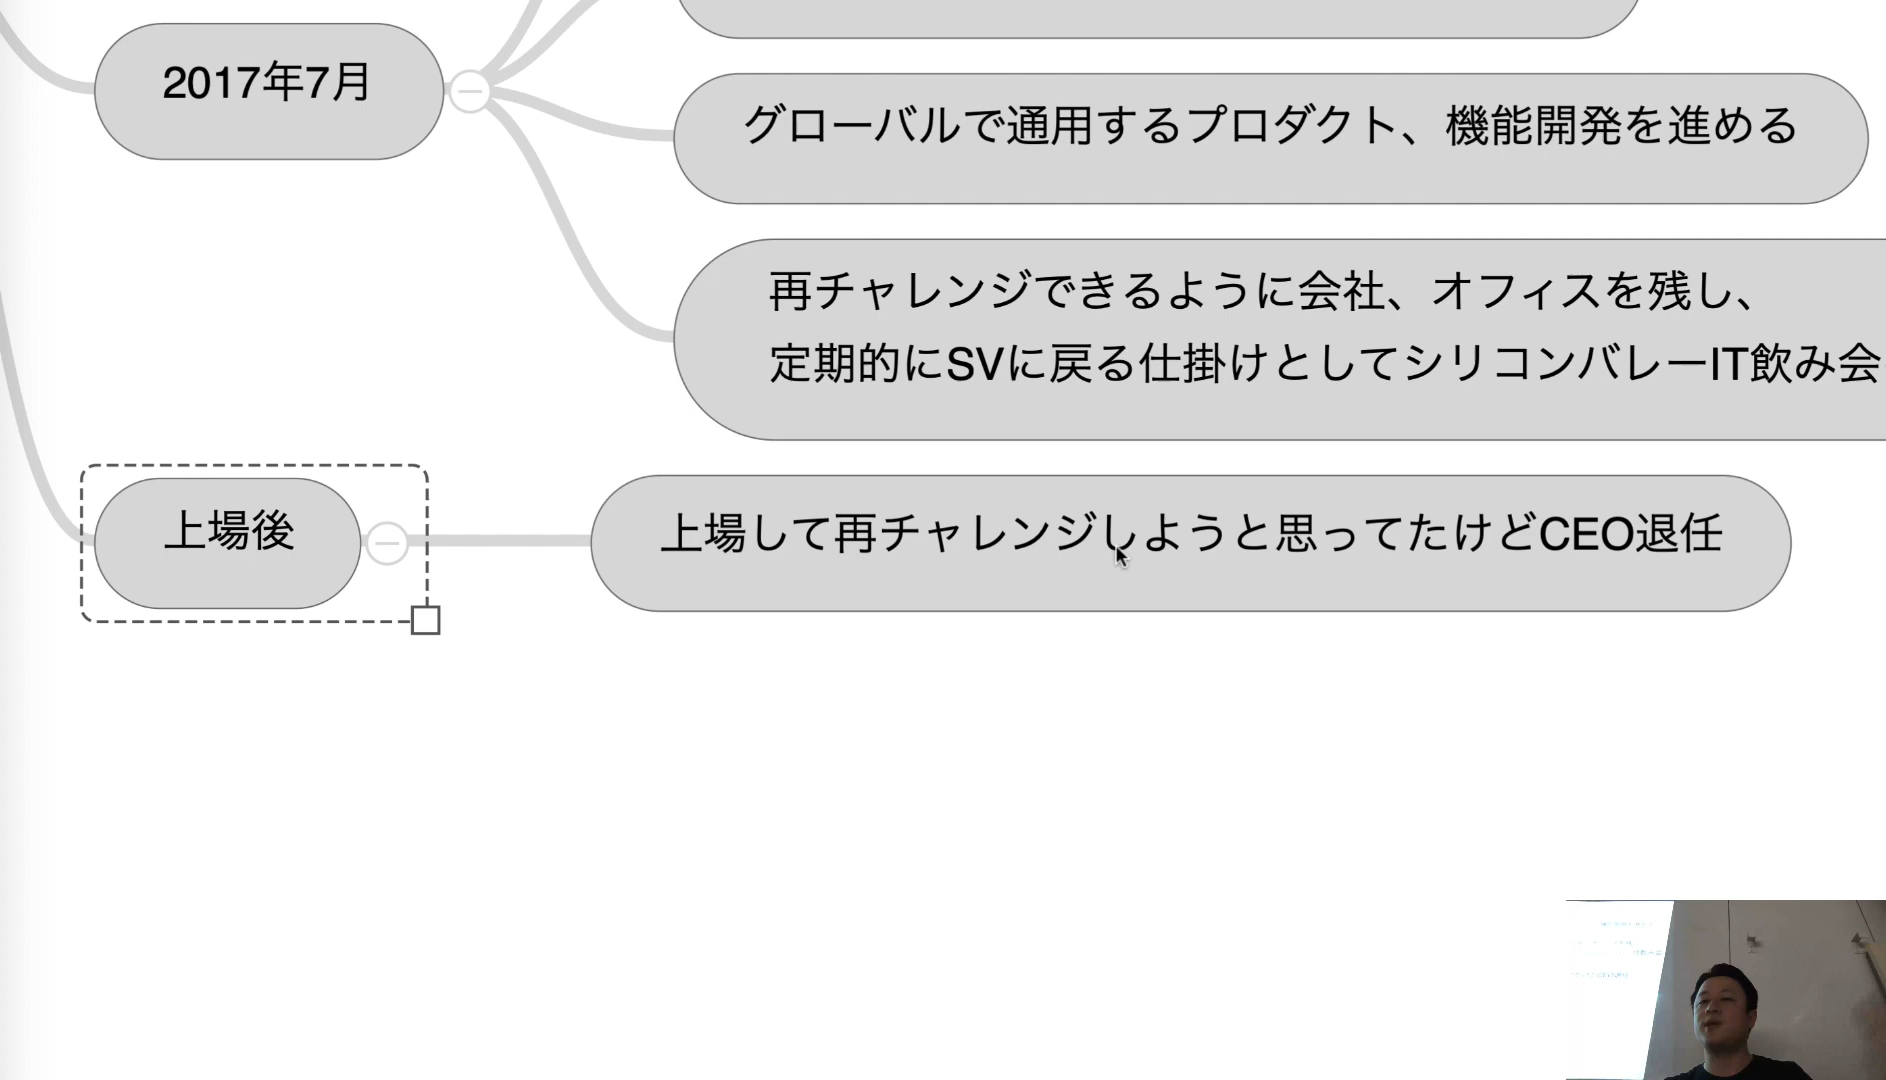 2017年7月
グローバルで通用するプロダクト、機能開発を進める
再チャレンジできるように会社、オフィスを残し、
定期的にSVに戻る仕掛けとしてシリコンバレーIT飲み会
上場後
上場して再チャレンジしようと思ってたけどCEO退任